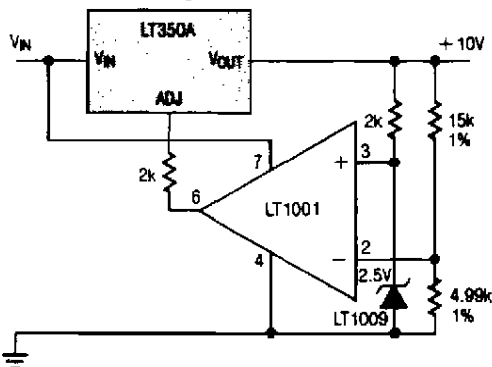 LT350A
VIN
VIN
VOUT
+ 10V
ADJ
2k
15k
1%
2k
7
3
+
6
LT1001
2
−
4
2.5V
4.99k
1%
LT1009